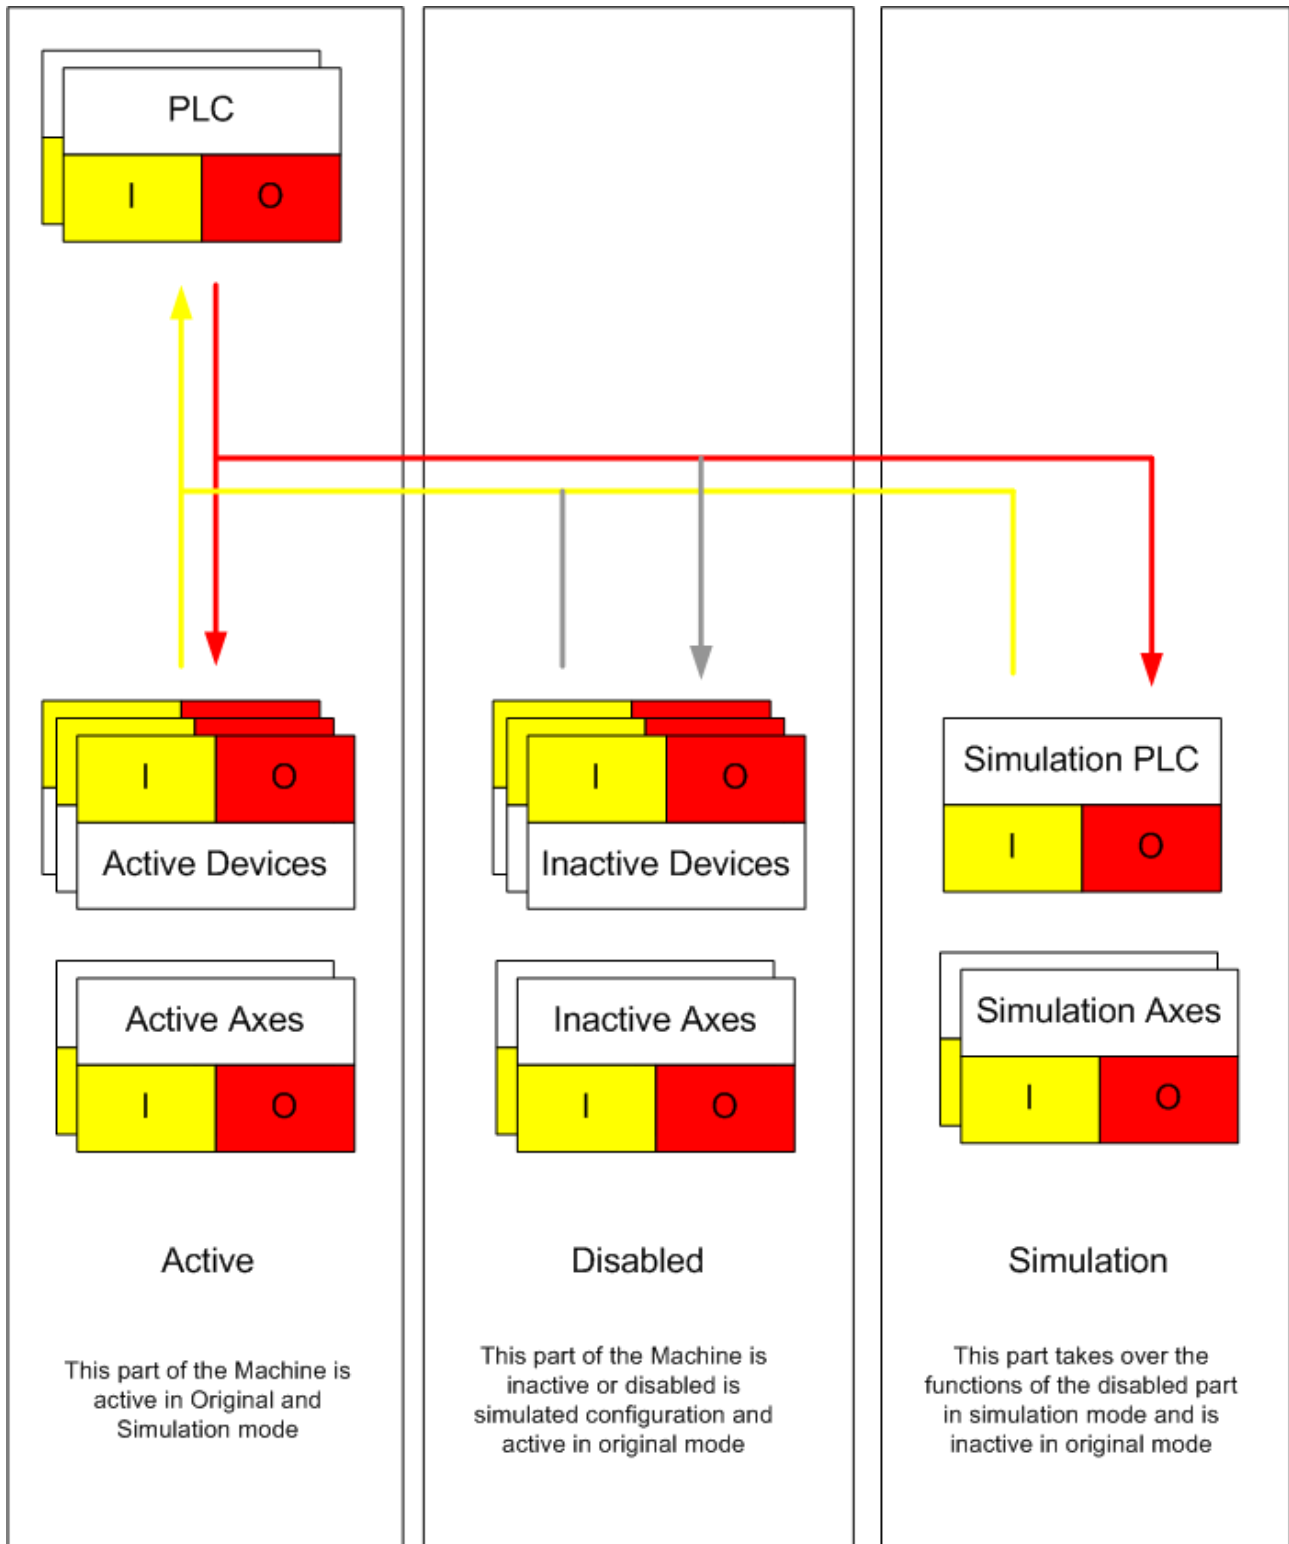 PLC
I
O
I
O
Active Devices
Active Axes
I
O
Active
This part of the Machine is
active in Original and
Simulation mode
I
O
Inactive Devices
Inactive Axes
I
O
Disabled
This part of the Machine is
inactive or disabled is
simulated configuration and
active in original mode
Simulation PLC
I
O
Simulation Axes
I
O
Simulation
This part takes over the
functions of the disabled part
in simulation mode and is
inactive in original mode